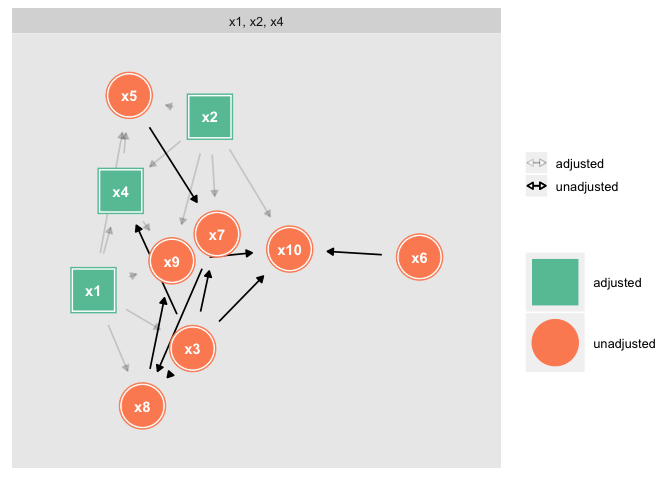 x1, x2, x4
x5
x2
x4
x7
x10
x9
x6
x1
x3
x8
adjusted
unadjusted
adjusted
unadjusted